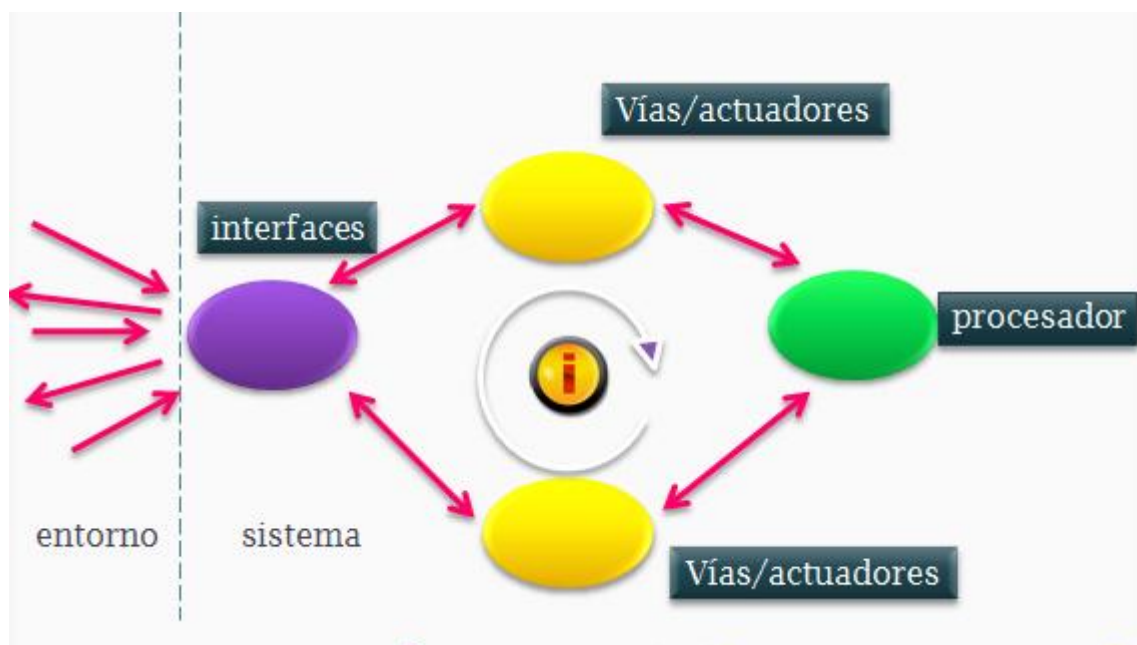 Vías/actuadores
interfaces
procesador
i
entorno
sistema
Vías/actuadores